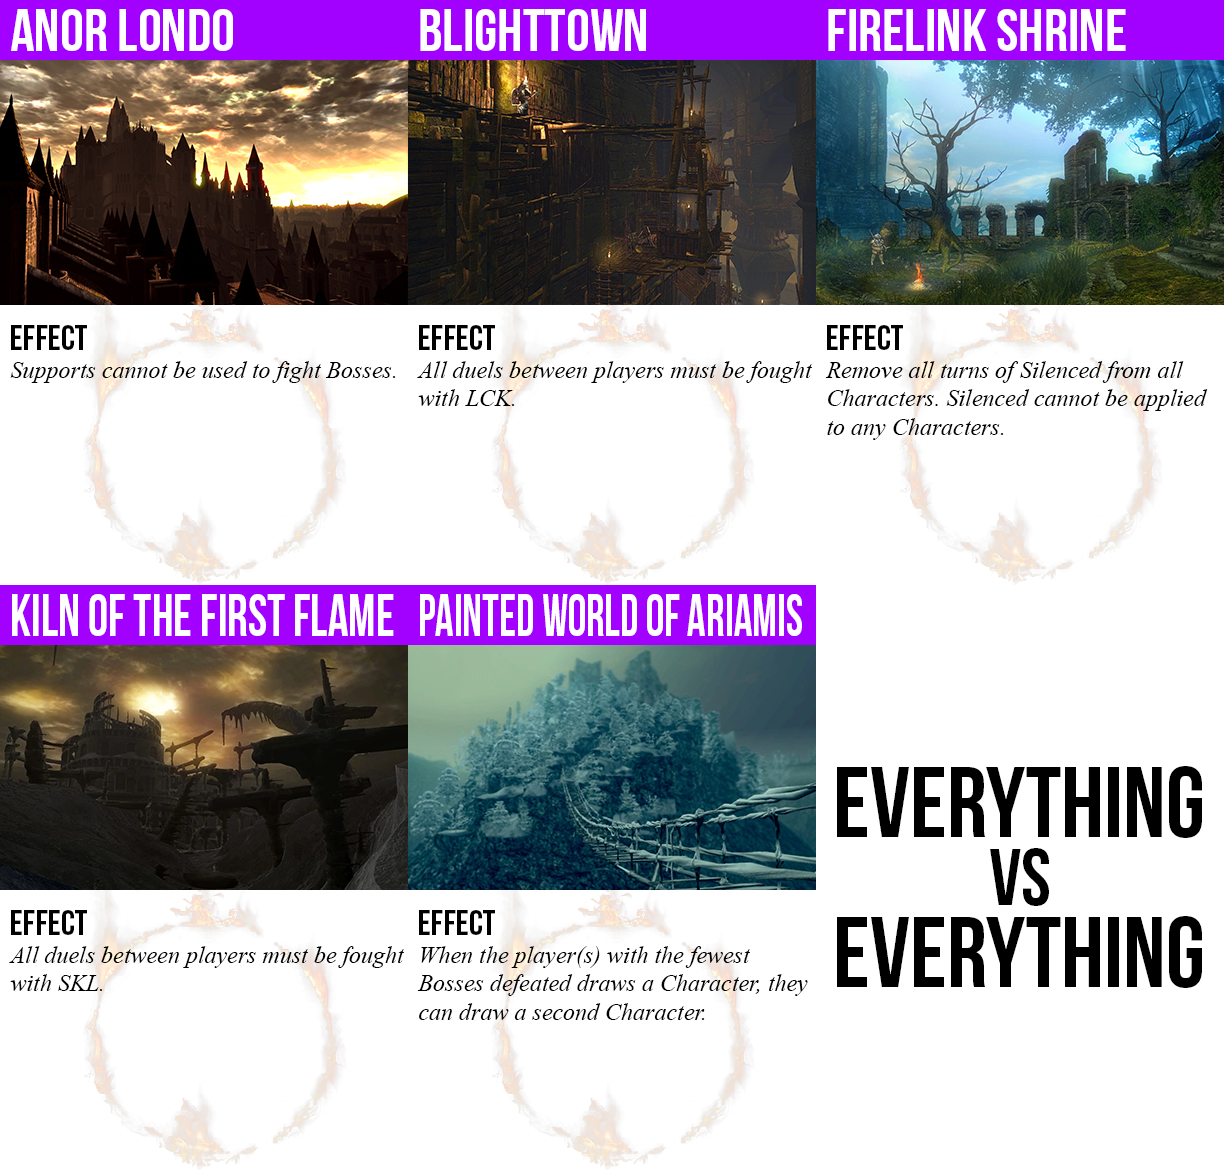 ANOR LONDO
EFFECT
Supports cannot be used to fight Bosses.
BLIGHTTOWN
EFFECT
All duels between players must be fought
with LCK.
FIRELINK SHRINE
EFFECT
Remove all turns of Silenced from all
Characters. Silenced cannot be applied
to any Characters.
KILN OF THE FIRST FLAME
EFFECT
All duels between players must be fought
with SKL.
PAINTED WORLD OF ARIAMIS
EFFECT
When the player(s) with the fewest
Bosses defeated draws a Character, they
can draw a second Character.
EVERYTHING
VS
EVERYTHING